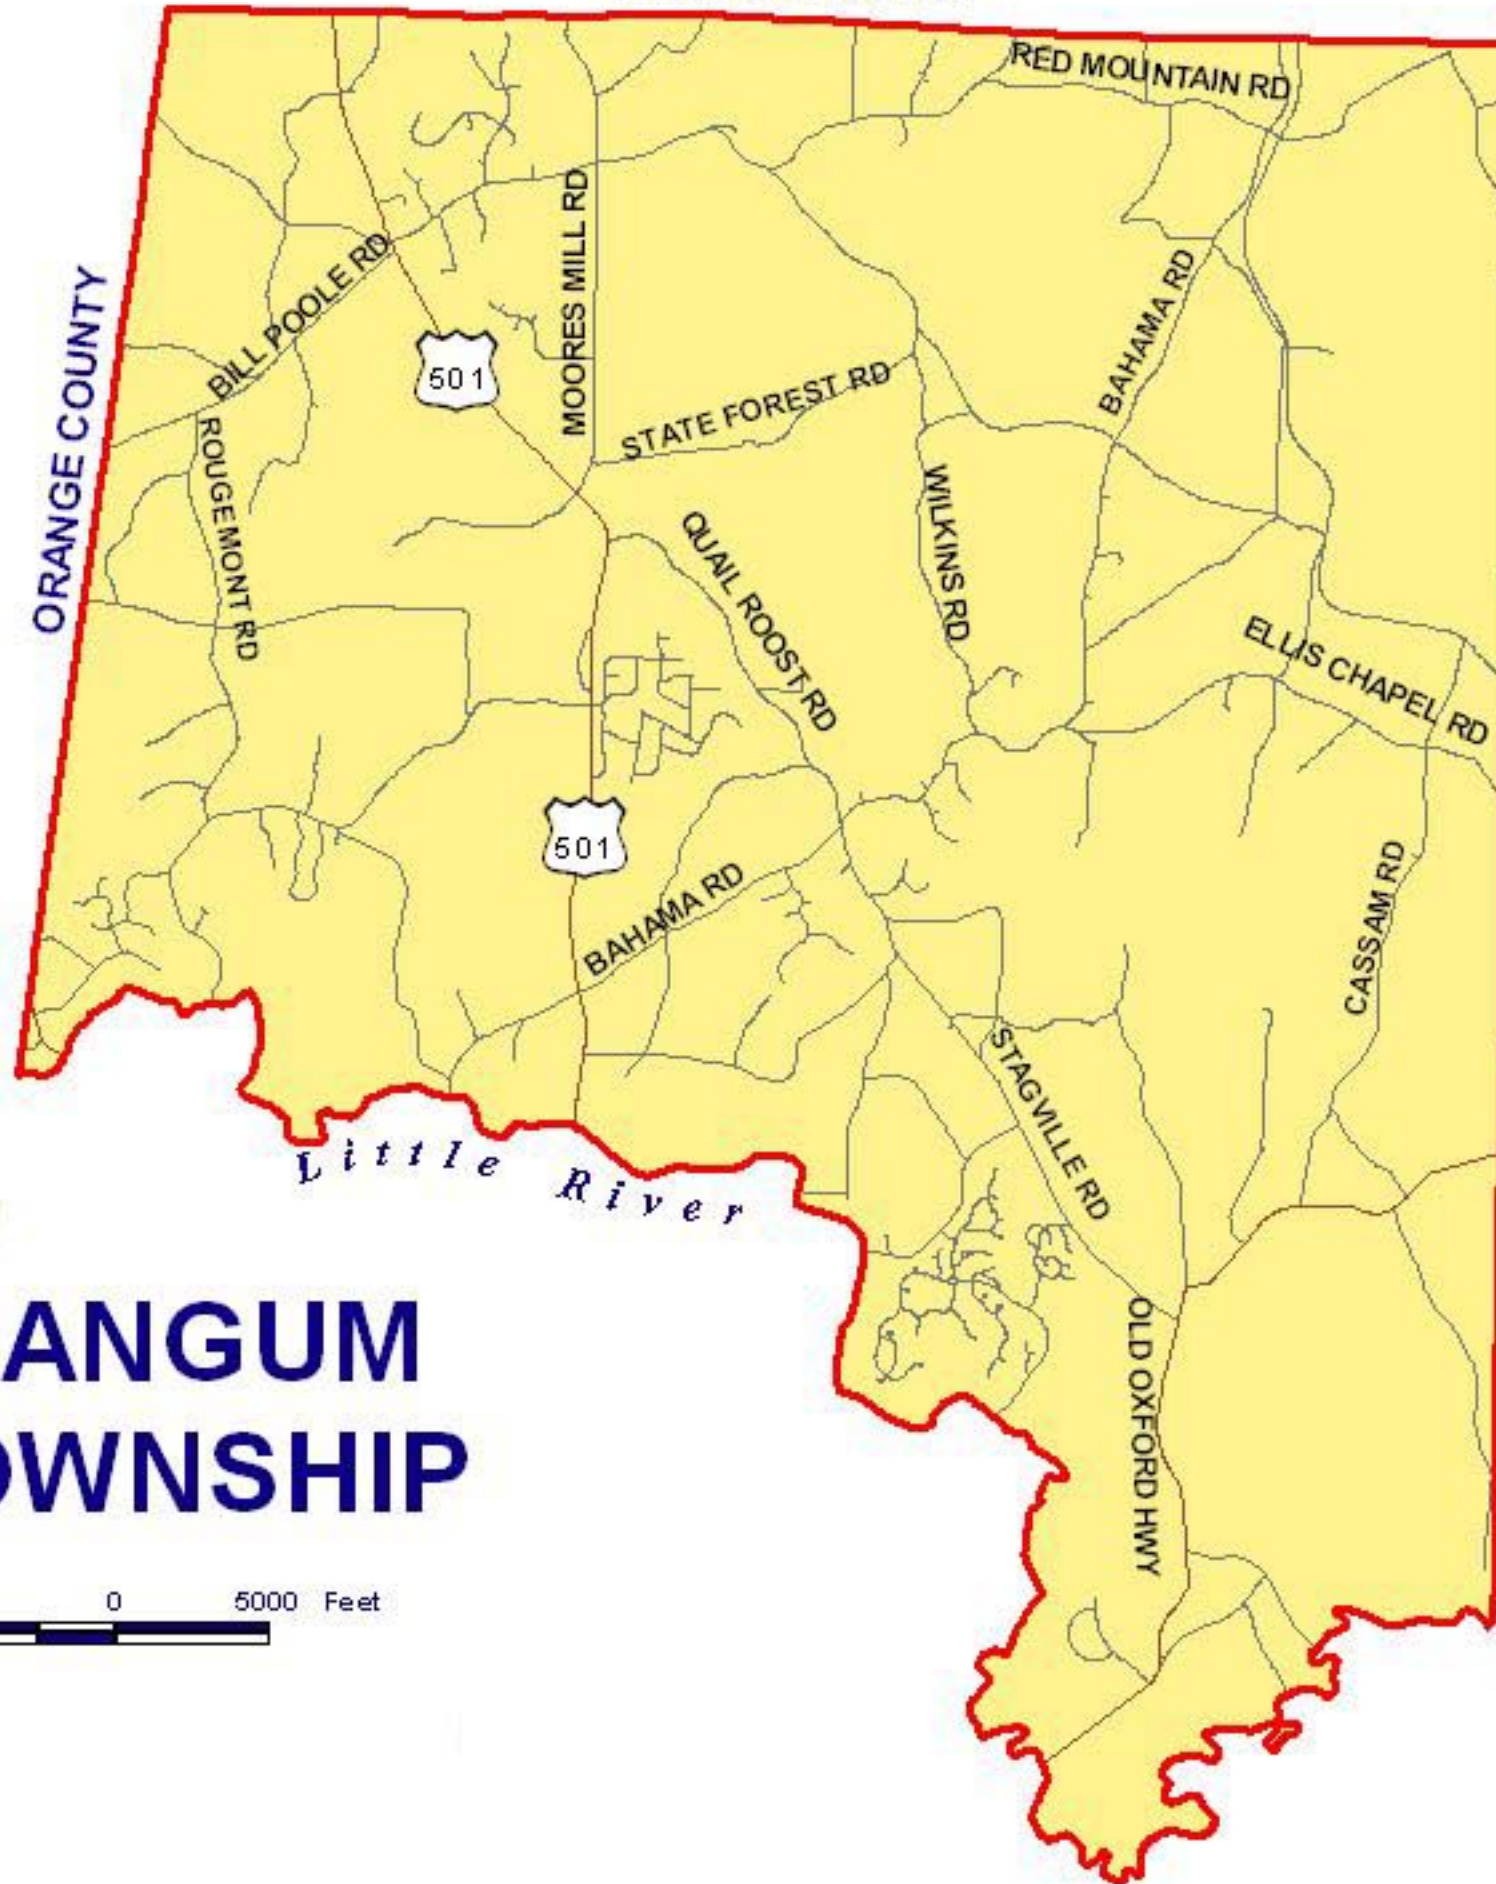 RED MOUNTAIN RD
MOORES MILL RD
BILL POOLE RD
BAHAMA RD
ORANGE COUNTY
501
STATE FOREST RD
ROUGEMONT RD
WILKINS RD
QUAIL ROOST RD
ELLIS CHAPEL RD
501
BAHAMA RD
CASSAM RD
STAGVILLE RD
Little River
ANGUM
OWNSHIP
OLD OXFORD HWY
0 5000 Feet